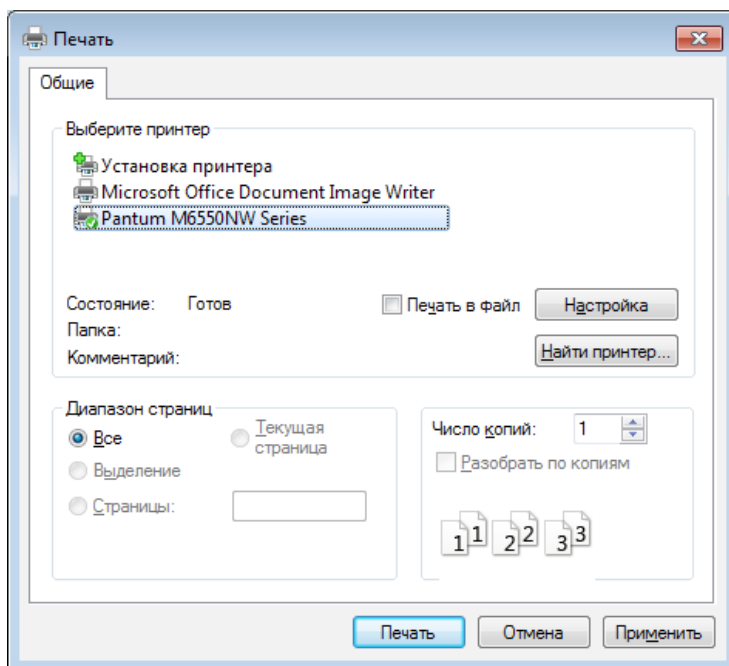 Печать
Общие
Выберите принтер
Установка принтера
Microsoft Office Document Image Writer
Pantum M6550NW Series
Состояние: Готов
Печать в файл
Настройка
Папка:
Найти принтер...
Комментарий:
Диапазон страниц
Все
Текущая
страница
Выделение
Страницы:
Число копий: 1
Разобрать по копиям
1 1 2 2 3 3
Печать Отмена Применить